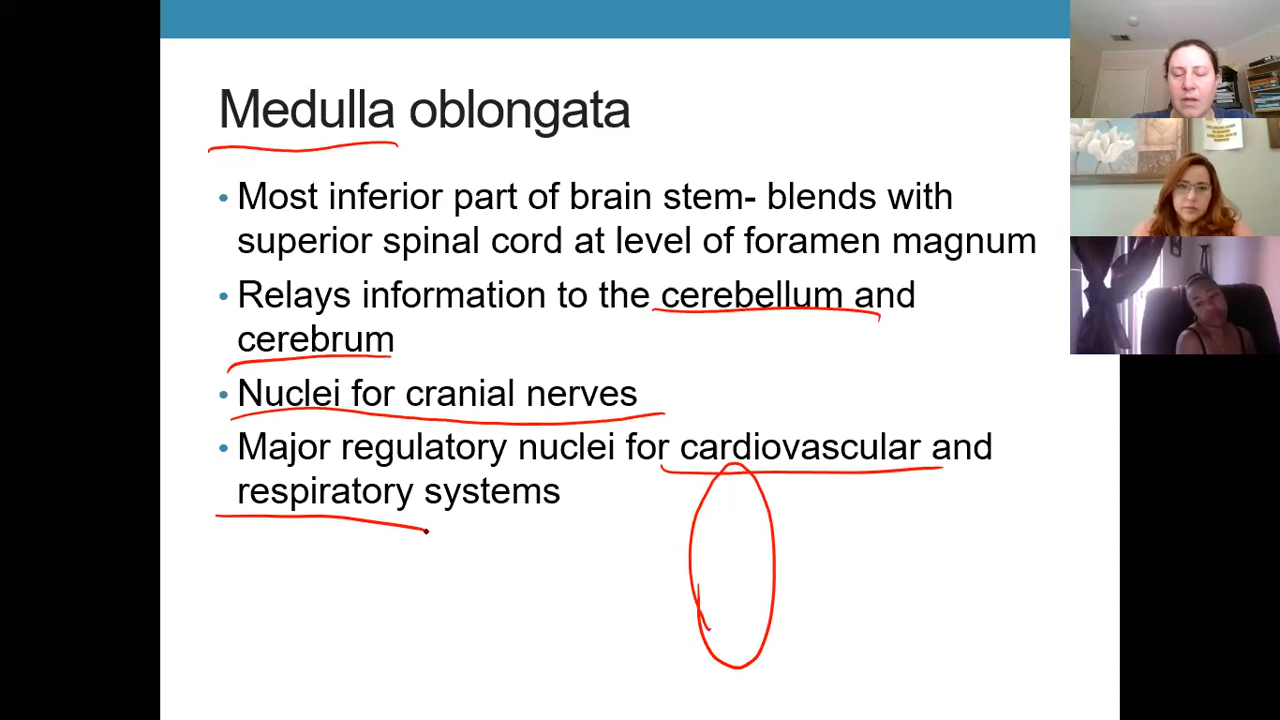 Medulla oblongata
• Most inferior part of brain stem- blends with
superior spinal cord at level of foramen magnum
• Relays information to the cerebellum and
cerebrum
• Nuclei for cranial nerves
• Major regulatory nuclei for cardiovascular and
respiratory systems